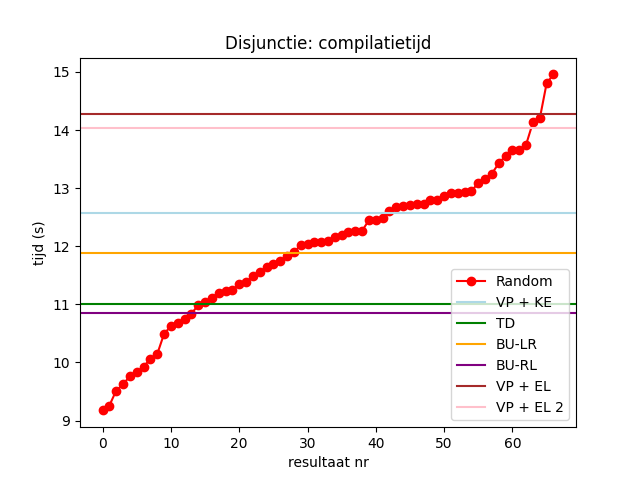 Disjunctie: compilatietijd
tijd (s)
15
14
13
12
11
10
9
0
10
20
30
40
50
60
resultaat nr
Random
VP + KE
TD
BU-LR
BU-RL
VP + EL
VP + EL 2